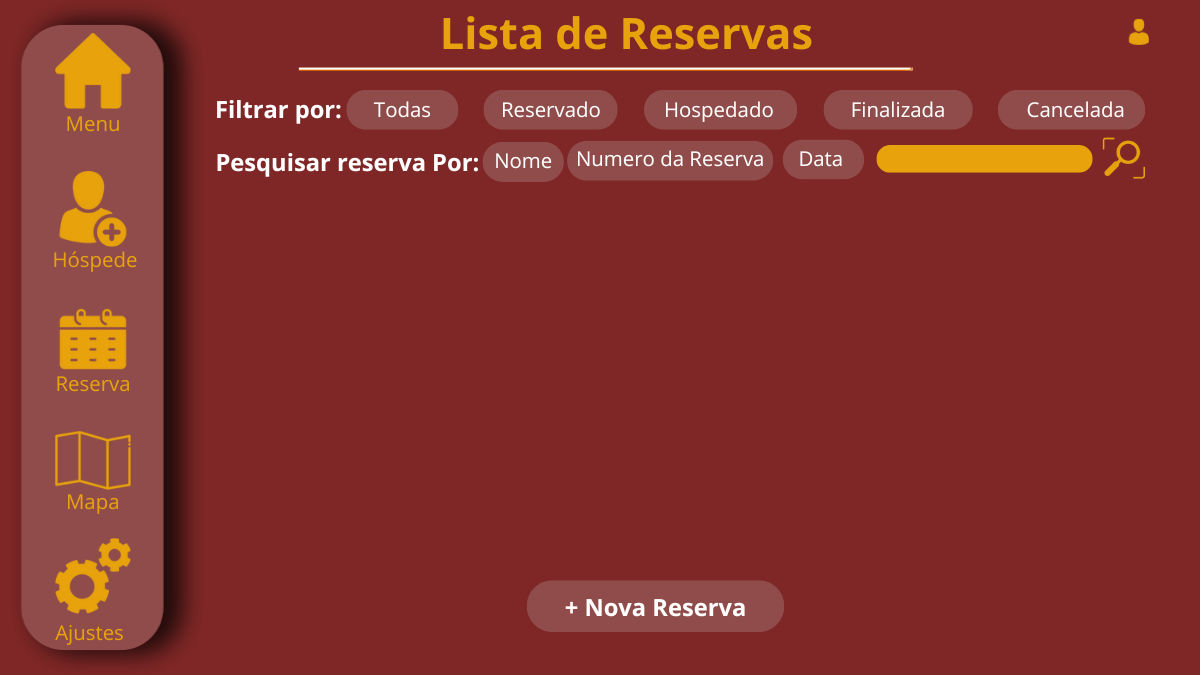 Lista de Reservas
Filtrar por: Todas Reservado Hospedado Finalizada Cancelada
Pesquisar reserva Por: Nome Numero da Reserva Data
Menu
Hóspede
Reserva
Mapa
Ajustes
+ Nova Reserva